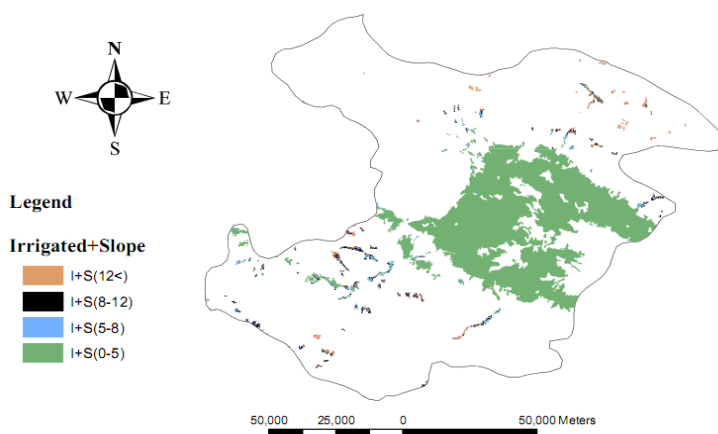 N
W E
S
Legend
Irrigated+Slope
I+S(12<)
I+S(8-12)
I+S(5-8)
I+S(0-5)
50,000 25,000 0 50,000 Meters